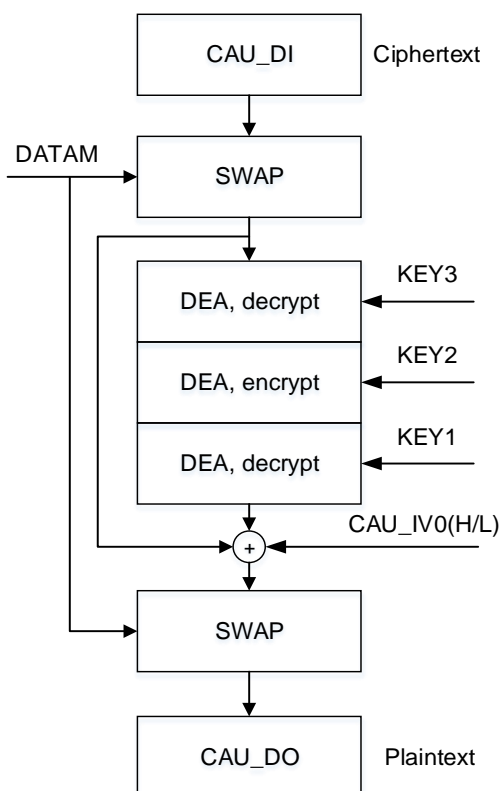 CAU_DI
Ciphertext
DATAM
SWAP
KEY3
DEA, decrypt
KEY2
DEA, encrypt
KEY1
DEA, decrypt
CAU_IV0(H/L)
+
SWAP
CAU_DO
Plaintext